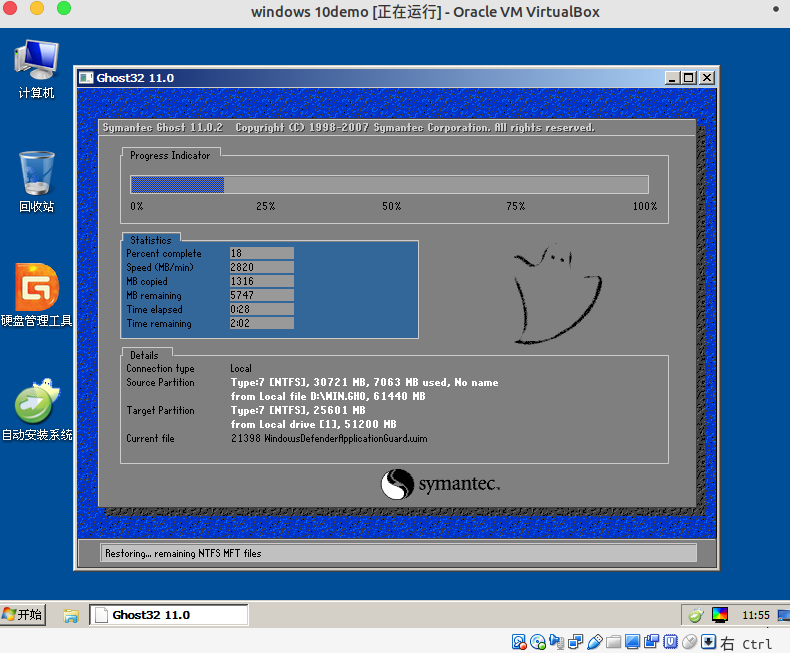 windows 10demo [正在运行] - Oracle VM VirtualBox
计算机
回收站
硬盘管理工具
自动安装系统
Ghost32 11.0
Symantec Ghost 11.0.2 Copyright (C) 1998-2007 Symantec Corporation. All rights reserved.
Progress Indicator
0% 25% 50% 75% 100%
Statistics
Percent complete 18
Speed (MB/min) 2820
MB copied 1316
MB remaining 5747
Time elapsed 0:28
Time remaining 2:02
Details
Connection type Local
Source Partition Type:7 [NTFS], 30721 MB, 7063 MB used, No name
from Local file D:\WIN.GHO, 61440 MB
Target Partition Type:7 [NTFS], 25601 MB
from Local drive [1], 51200 MB
Current file 21398 WindowsDefenderApplicationGuard.wim
symantec.
Restoring... remaining NTFS MFT files
开始 Ghost32 11.0 11:55
右 Ctrl